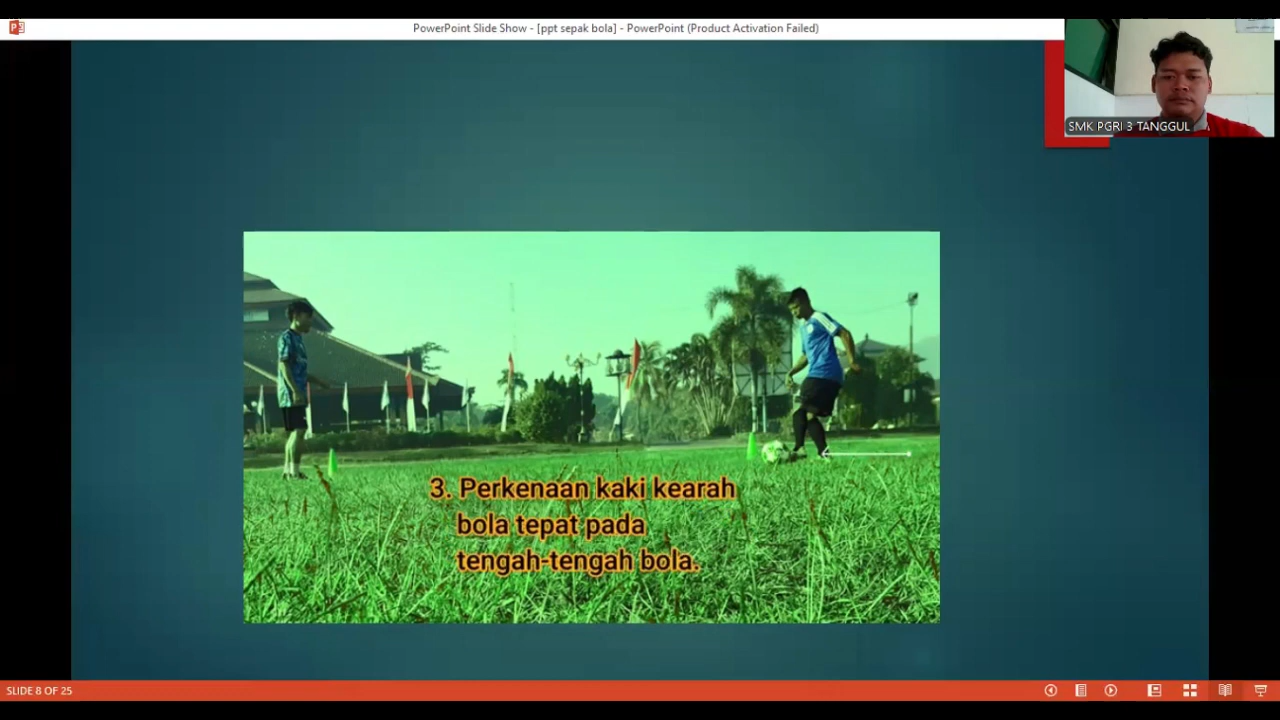 PowerPoint Slide Show - [ppt sepak bola] - PowerPoint (Product Activation Failed)
SMK PGRI 3 TANGGUL
3. Perkenaan kaki kearah
bola tepat pada
tengah-tengah bola.
SLIDE 8 OF 25